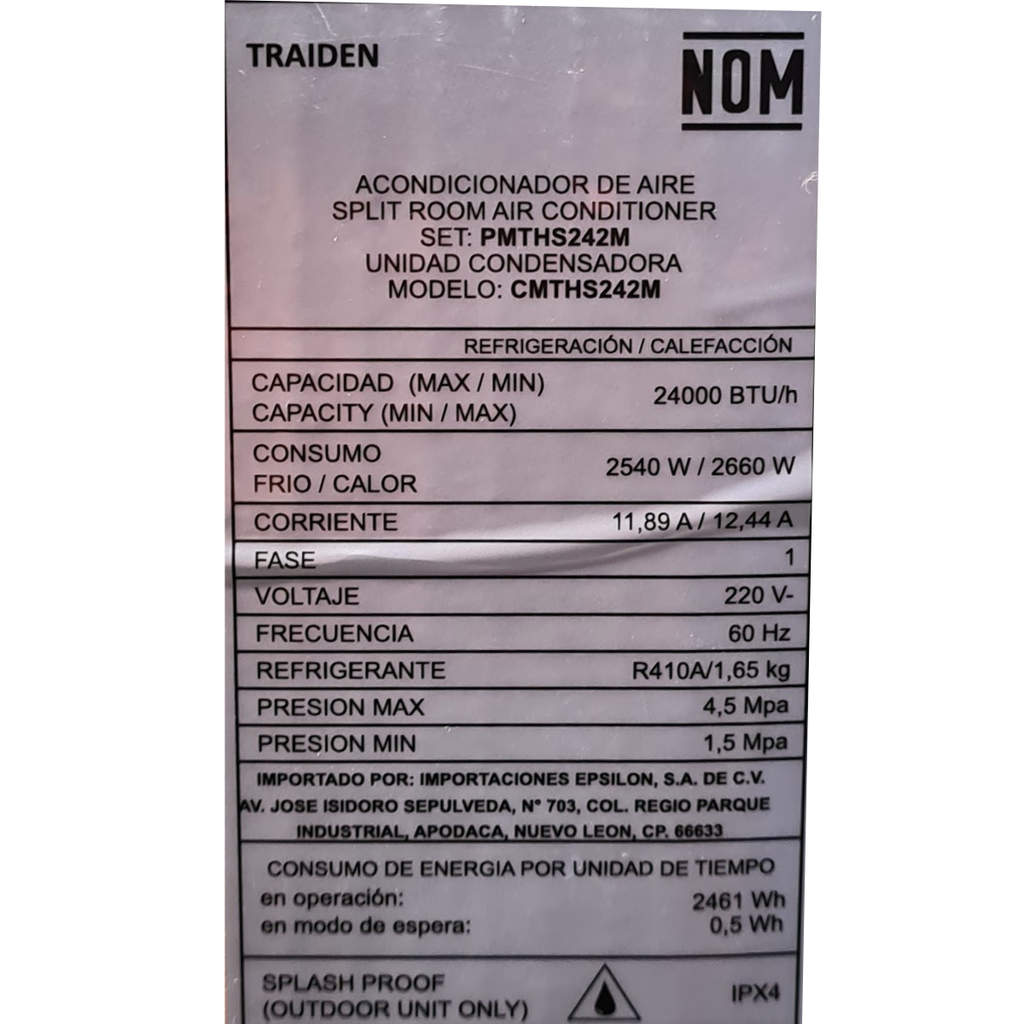 TRAIDEN
NOM
ACONDICIONADOR DE AIRE
SPLIT ROOM AIR CONDITIONER
SET: PMTHS242M
UNIDAD CONDENSADORA
MODELO: CMTHS242M
REFRIGERACIÓN / CALEFACCIÓN
CAPACIDAD (MAX / MIN)
CAPACITY (MIN / MAX)
24000 BTU/h
CONSUMO
FRIO / CALOR
2540 W / 2660 W
CORRIENTE 11,89 A / 12,44 A
FASE 1
VOLTAJE 220 V-
FRECUENCIA 60 Hz
REFRIGERANTE R410A/1,65 kg
PRESION MAX 4,5 Mpa
PRESION MIN 1,5 Mpa
IMPORTADO POR: IMPORTACIONES EPSILON, S.A. DE C.V.
AV. JOSE ISIDORO SEPULVEDA, N° 703, COL. REGIO PARQUE
INDUSTRIAL, APODACA, NUEVO LEON, CP. 66633
CONSUMO DE ENERGIA POR UNIDAD DE TIEMPO
en operación: 2461 Wh
en modo de espera: 0,5 Wh
SPLASH PROOF
(OUTDOOR UNIT ONLY)
IPX4